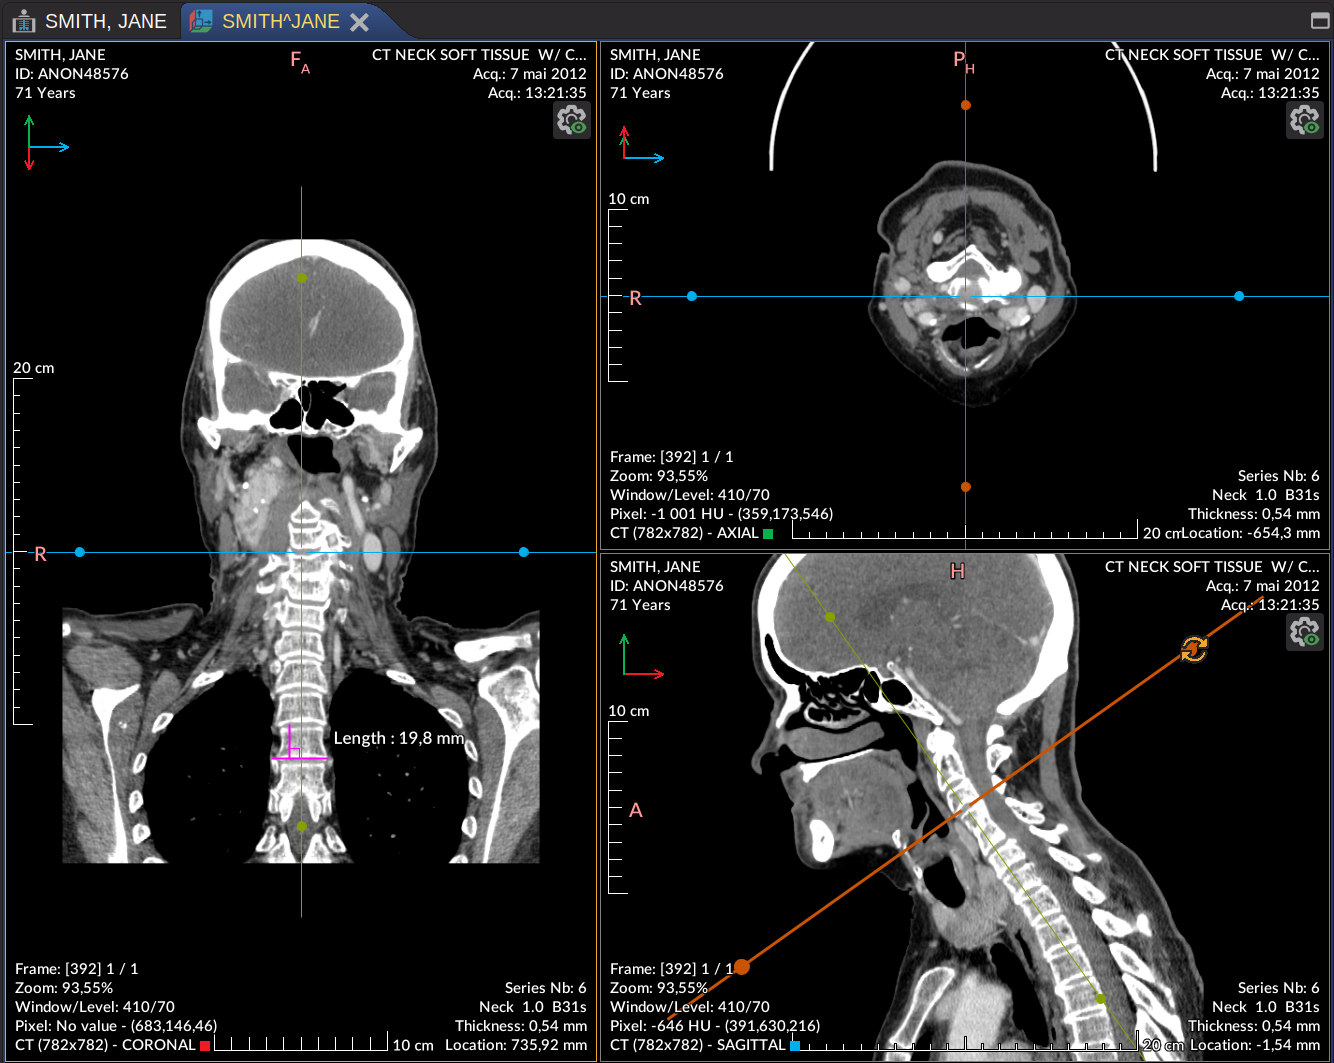 SMITH, JANE
SMITH^JANE
SMITH, JANE
ID: ANON48576
71 Years
F A
CT NECK SOFT TISSUE W/ C...
Acq.: 7 mai 2012
Acq.: 13:21:35
20 cm
R
Length : 19,8 mm
Frame: [392] 1 / 1
Zoom: 93,55%
Window/Level: 410/70
Pixel: No value - (683,146,46)
CT (782x782) - CORONAL
10 cm
Series Nb: 6
Neck 1.0 B31s
Thickness: 0,54 mm
Location: 735,92 mm
SMITH, JANE
ID: ANON48576
71 Years
P H
CT NECK SOFT TISSUE W/ C...
Acq.: 7 mai 2012
Acq.: 13:21:35
10 cm
R
Frame: [392] 1 / 1
Zoom: 93,55%
Window/Level: 410/70
Pixel: -1 001 HU - (359,173,546)
CT (782x782) - AXIAL
20 cm
Series Nb: 6
Neck 1.0 B31s
Thickness: 0,54 mm
Location: -654,3 mm
SMITH, JANE
ID: ANON48576
71 Years
H
CT NECK SOFT TISSUE W/ C...
Acq.: 7 mai 2012
Acq.: 13:21:35
10 cm
A
Frame: [392] 1 / 1
Zoom: 93,55%
Window/Level: 410/70
Pixel: -646 HU - (391,630,216)
CT (782x782) - SAGITTAL
20 cm
Series Nb: 6
Neck 1.0 B31s
Thickness: 0,54 mm
Location: -1,54 mm